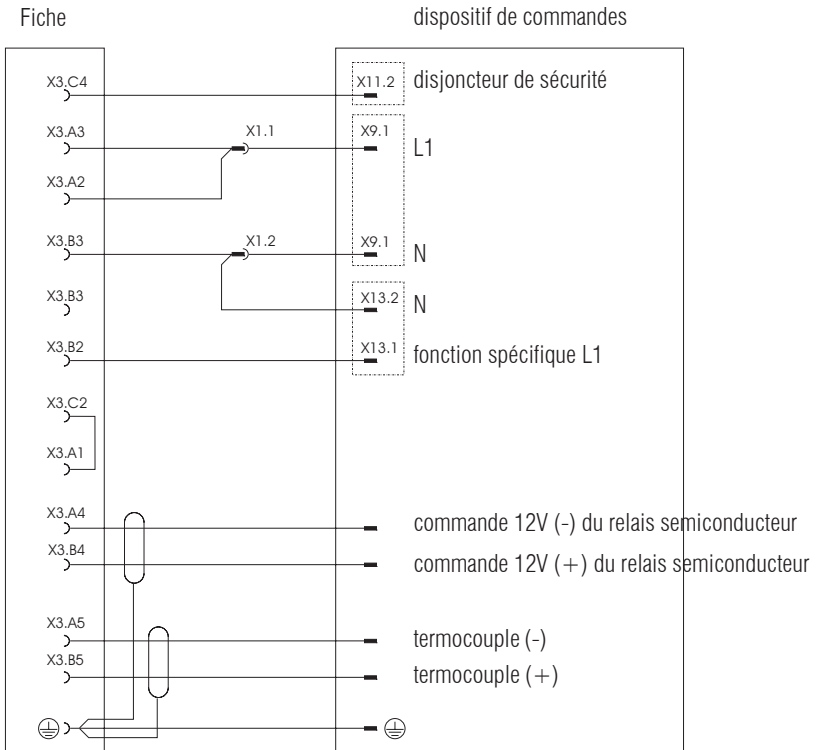 Fiche dispositif de commandes
X3.C4 X11.2 disjoncteur de sécurité
X3.A3 X1.1 X9.1 L1
X3.A2
X3.B3 X1.2 X9.1 N
X3.B3 X13.2 N
X3.B2 X13.1 fonction spécifique L1
X3.C2
X3.A1
X3.A4 commande 12V (-) du relais semiconducteur
X3.B4 commande 12V (+) du relais semiconducteur
X3.A5 termocouple (-)
X3.B5 termocouple (+)